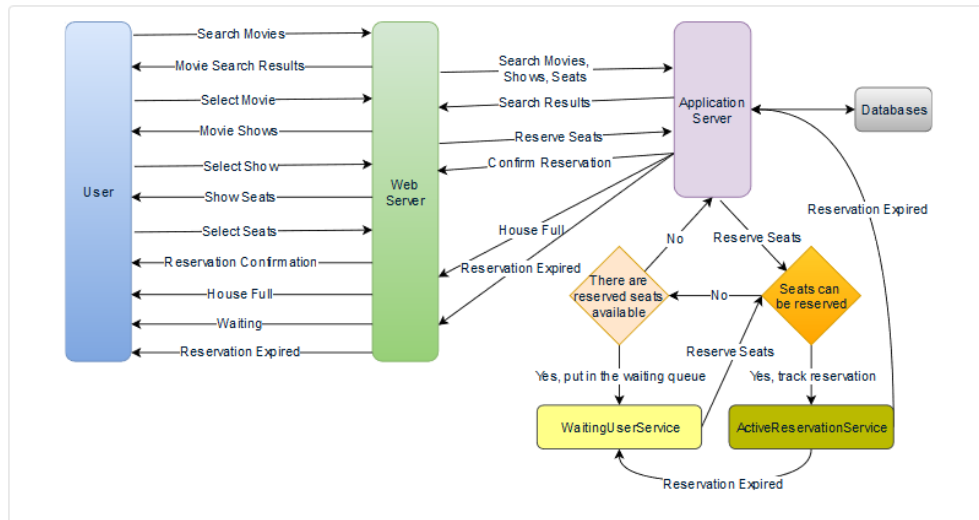 Search Movies
Movie Search Results
Select Movie
Movie Shows
Select Show
Show Seats
Select Seats
Reservation Confirmation
House Full
Waiting
Reservation Expired
User
Web
Server
Search Movies,
Shows, Seats
Search Results
Reserve Seats
Confirm Reservation
House Full
Reservation Expired
Application
Server
Databases
Reservation Expired
No
Reserve Seats
There are
reserved seats
available
No
Seats can
be reserved
Reserve Seats
Yes, put in the waiting queue
Yes, track reservation
WaitingUserService
ActiveReservationService
Reservation Expired